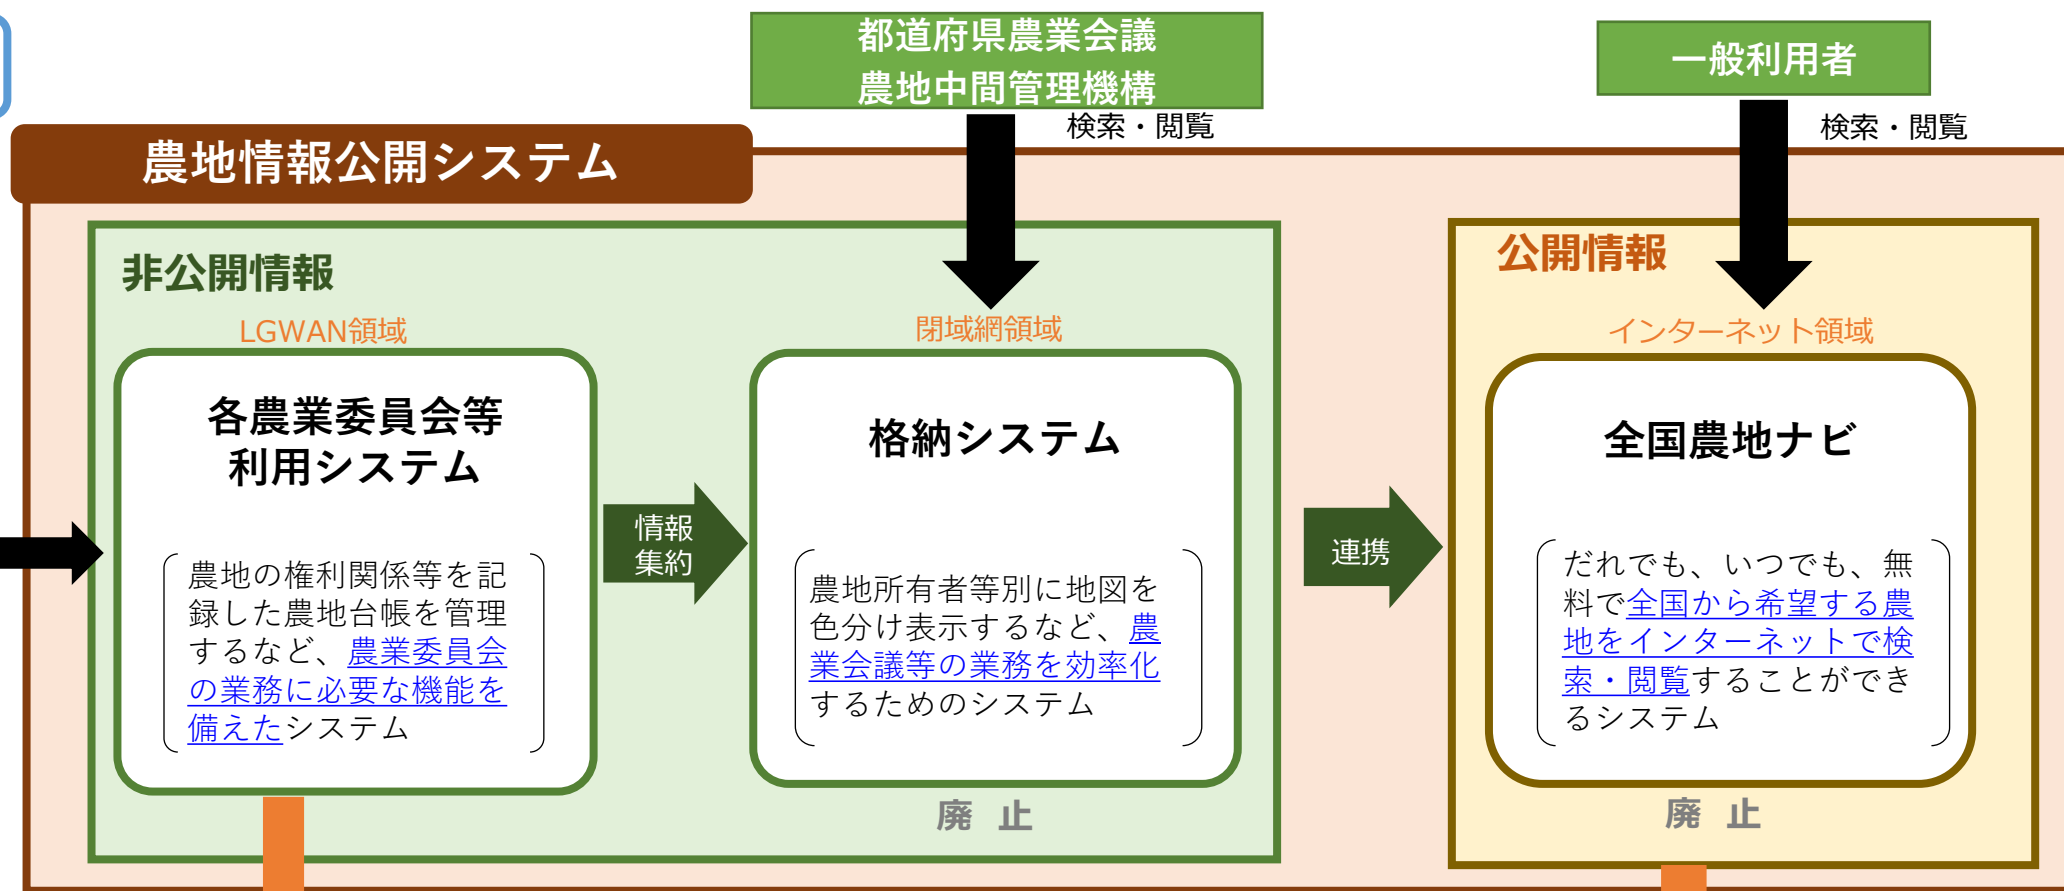 都道府県農業会議
農地中間管理機構
一般利用者
検索・閲覧
検索・閲覧
農地情報公開システム
非公開情報
公開情報
LGWAN領域
閉域網領域
インターネット領域
各農業委員会等
利用システム
農地の権利関係等を記
録した農地台帳を管理
するなど、農業委員会
の業務に必要な機能を
備えたシステム
情報
集約
格納システム
農地所有者等別に地図を
色分け表示するなど、農
業会議等の業務を効率化
するためのシステム
廃 止
連携
全国農地ナビ
だれでも、いつでも、無
料で全国から希望する農
地をインターネットで検
索・閲覧することができ
るシステム
廃 止